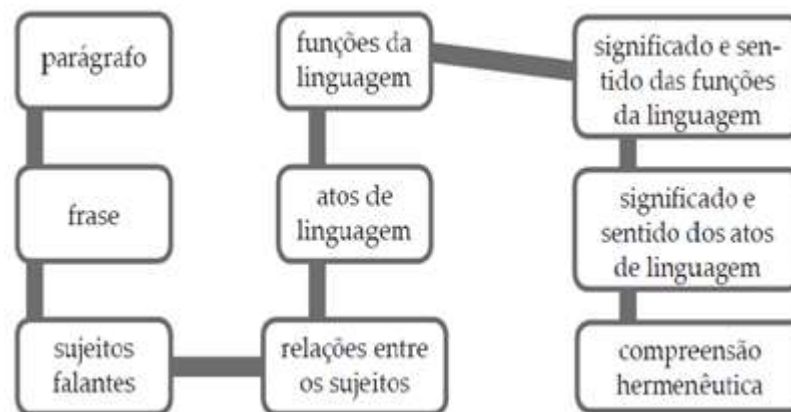 parágrafo
frase
sujeitos
falantes
relações entre
os sujeitos
atos de
linguagem
funções da
linguagem
significado e sen-
tido das funções
da linguagem
significado e
sentido dos atos
de linguagem
compreensão
hermenêutica